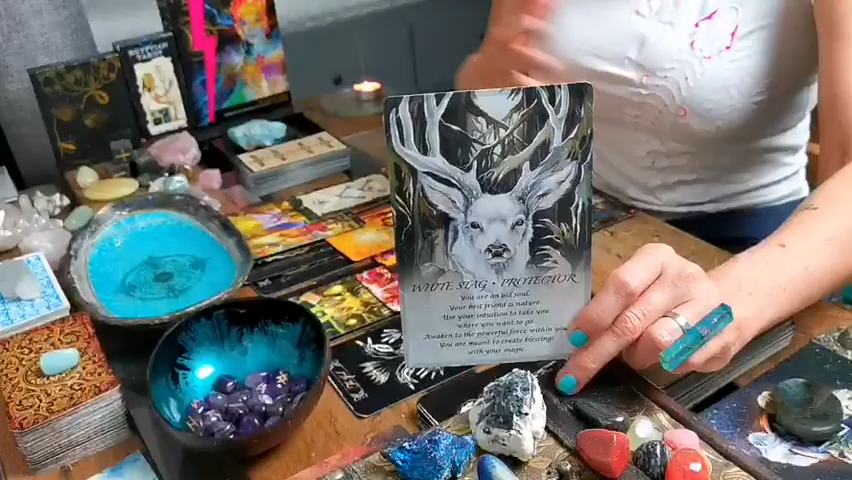 EGYPTIAN
TAROT
WHITE STAG • PROTECTOR
You are an old soul.
Your best friend is nature.
Use your intuition to take you
where you want to go.
Awaken the powerful force within you.
You are meant to create blessings
with your magic.